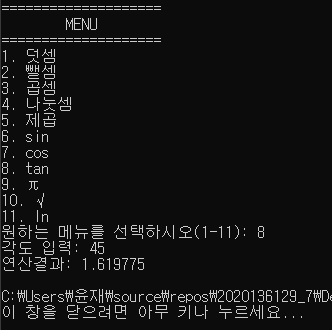 ====================
MENU
====================
1. 덧셈
2. 뺄셈
3. 곱셈
4. 나눗셈
5. 제곱
6. sin
7. cos
8. tan
9. π
10. √
11. ln
원하는 메뉴를 선택하시오(1-11): 8
각도 입력: 45
연산결과: 1.619775
C:₩Users₩윤재₩source₩repos₩2020136129_7₩De
이 창을 닫으려면 아무 키나 누르세요...